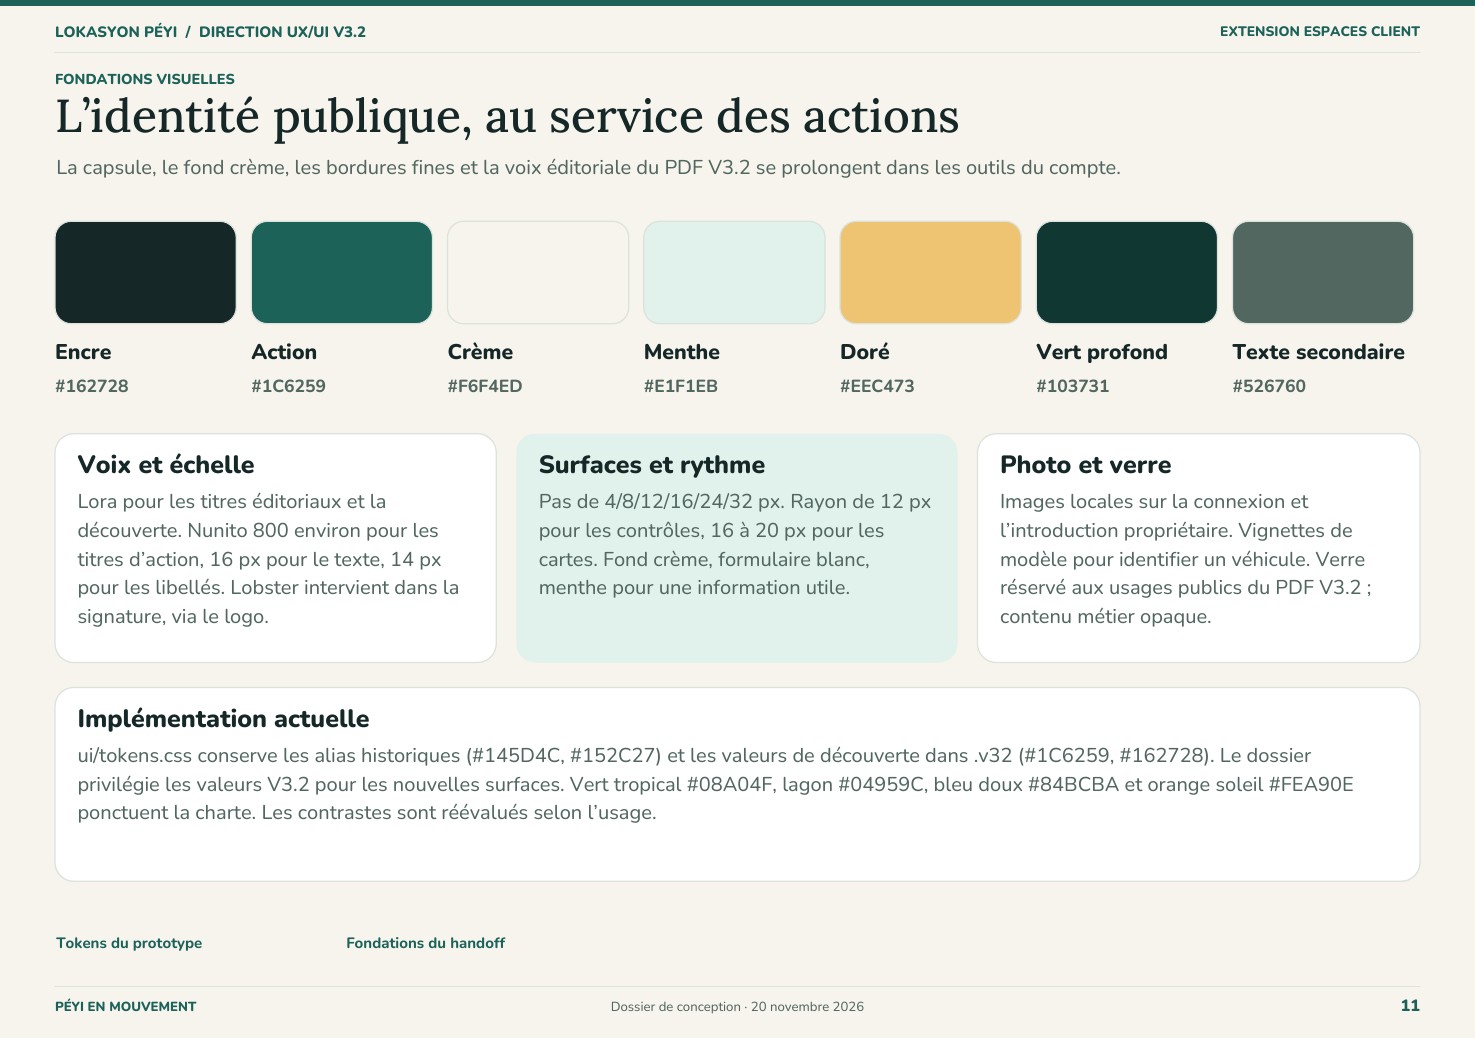 LOKASYON PÉYI / DIRECTION UX/UI V3.2
EXTENSION ESPACES CLIENT
FONDATIONS VISUELLES
L’identité publique, au service des actions
La capsule, le fond crème, les bordures fines et la voix éditoriale du PDF V3.2 se prolongent dans les outils du compte.
Encre
#162728
Action
#1C6259
Crème
#F6F4ED
Menthe
#E1F1EB
Doré
#EEC473
Vert profond
#103731
Texte secondaire
#526760
Voix et échelle
Lora pour les titres éditoriaux et la
découverte. Nunito 800 environ pour les
titres d’action, 16 px pour le texte, 14 px
pour les libellés. Lobster intervient dans la
signature, via le logo.
Surfaces et rythme
Pas de 4/8/12/16/24/32 px. Rayon de 12 px
pour les contrôles, 16 à 20 px pour les
cartes. Fond crème, formulaire blanc,
menthe pour une information utile.
Photo et verre
Images locales sur la connexion et
l’introduction propriétaire. Vignettes de
modèle pour identifier un véhicule. Verre
réservé aux usages publics du PDF V3.2 ;
contenu métier opaque.
Implémentation actuelle
ui/tokens.css conserve les alias historiques (#145D4C, #152C27) et les valeurs de découverte dans .v32 (#1C6259, #162728). Le dossier
privilégie les valeurs V3.2 pour les nouvelles surfaces. Vert tropical #08A04F, lagon #04959C, bleu doux #84BCBA et orange soleil #FEA90E
ponctuent la charte. Les contrastes sont réévalués selon l’usage.
Tokens du prototype
Fondations du handoff
PÉYI EN MOUVEMENT
Dossier de conception · 20 novembre 2026
11